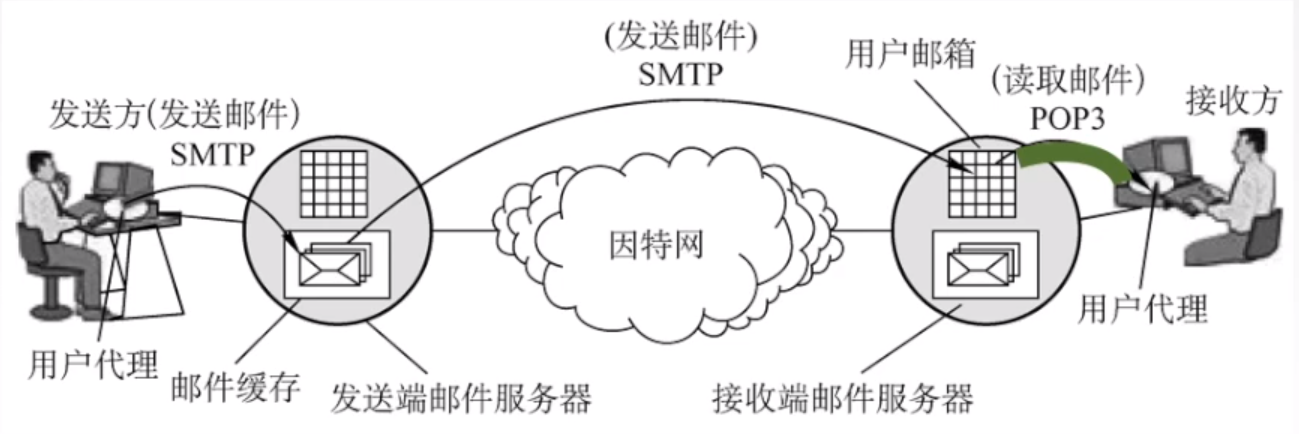 (发送邮件)
SMTP
用户邮箱
(读取邮件)
POP3
接收方
发送方(发送邮件)
SMTP
因特网
用户代理
用户代理
邮件缓存
发送端邮件服务器
接收端邮件服务器